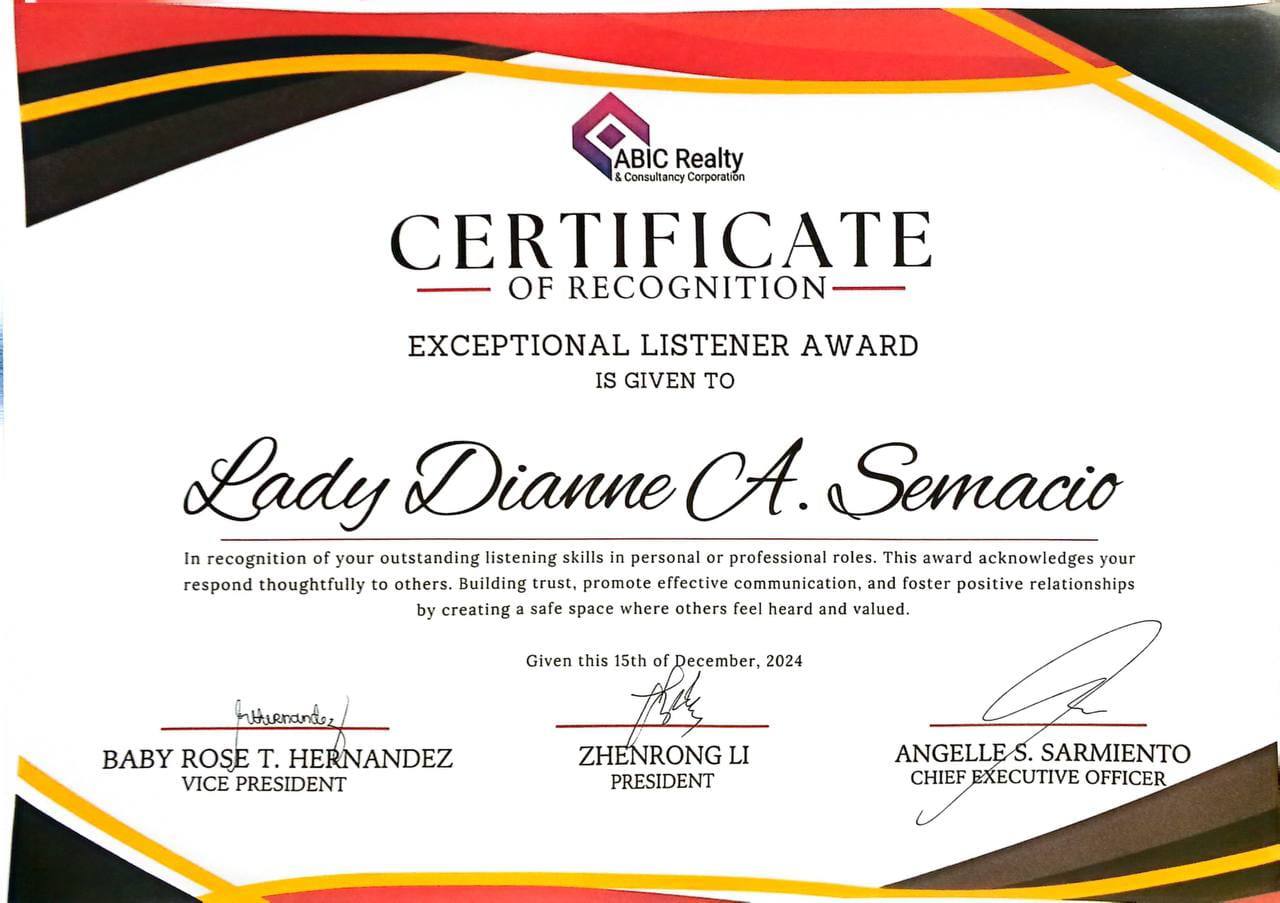 ABIC Realty
& Consultancy Corporation
CERTIFICATE
OF RECOGNITION
EXCEPTIONAL LISTENER AWARD
IS GIVEN TO
Lady Dianne A. Semacio
In recognition of your outstanding listening skills in personal or professional roles. This award acknowledges your
respond thoughtfully to others. Building trust, promote effective communication, and foster positive relationships
by creating a safe space where others feel heard and valued.
Given this 15th of December, 2024
BABY ROSE T. HERNANDEZ
VICE PRESIDENT
ZHENRONG LI
PRESIDENT
ANGELLE S. SARMIENTO
CHIEF EXECUTIVE OFFICER